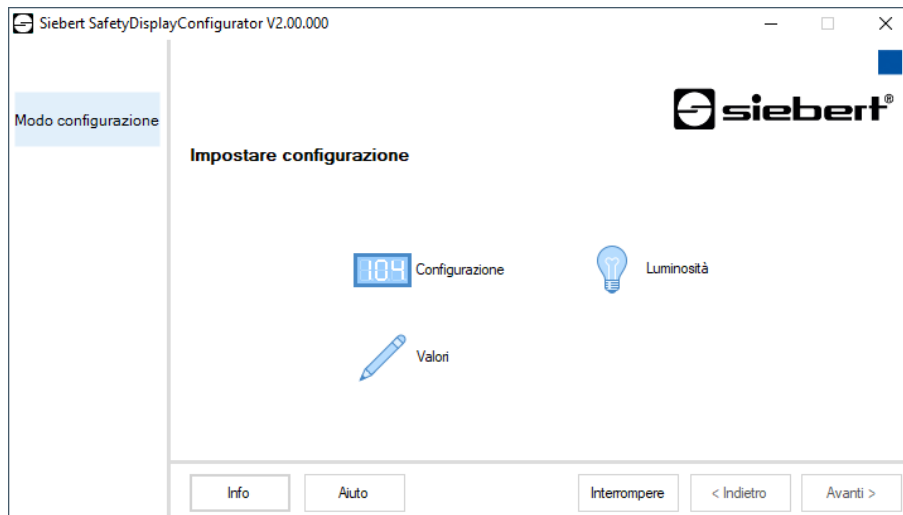 Siebert SafetyDisplayConfigurator V2.00.000
siebert®
Modo configurazione
Impostare configurazione
104 Configurazione
Luminosità
Valori
Info
Aiuto
Interrompere
< Indietro
Avanti >